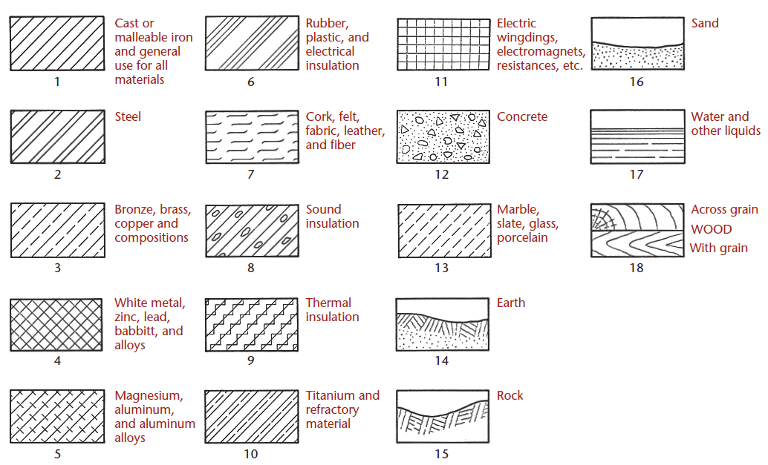 Cast or
malleable iron
and general
use for all
materials
1
Steel
2
Bronze, brass,
copper and
compositions
3
White metal,
zinc, lead,
babbitt, and
alloys
4
Magnesium,
aluminum,
and aluminum
alloys
5
Rubber,
plastic, and
electrical
insulation
6
Cork, felt,
fabric, leather,
and fiber
7
Sound
insulation
8
Thermal
insulation
9
Titanium and
refractory
material
10
Electric
wingdings,
electromagnets,
resistances, etc.
11
Concrete
12
Marble,
slate, glass,
porcelain
13
Earth
14
Rock
15
Sand
16
Water and
other liquids
17
Across grain
WOOD
With grain
18